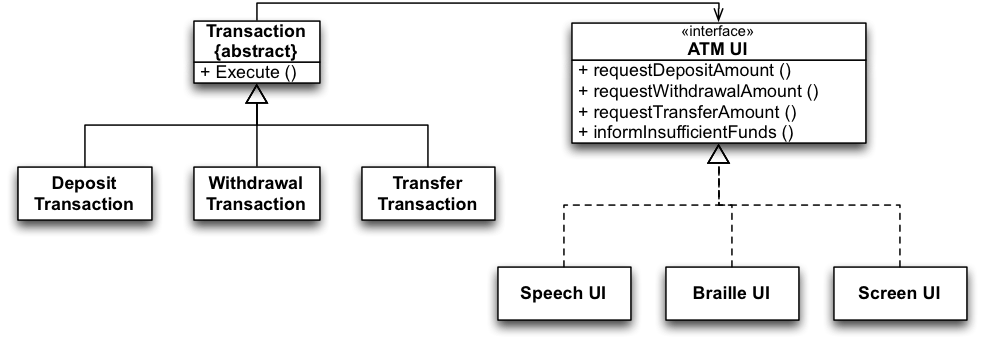 Transaction
{abstract}
+ Execute ()
«interface»
ATM UI
+ requestDepositAmount ()
+ requestWithdrawalAmount ()
+ requestTransferAmount ()
+ informInsufficientFunds ()
Deposit
Transaction
Withdrawal
Transaction
Transfer
Transaction
Speech UI
Braille UI
Screen UI